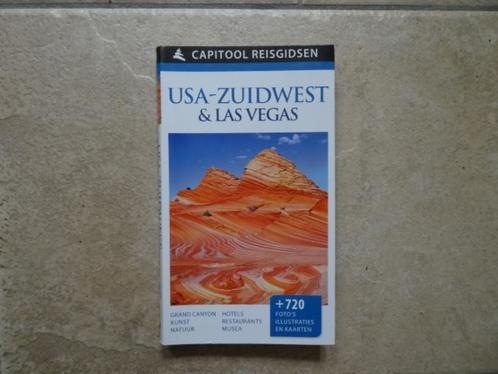 CAPITOOL REISGIDSEN
USA-ZUIDWEST
& LAS VEGAS
GRAND CANYON
KUNST
NATUUR
HOTELS
RESTAURANTS
MUSEA
+720
FOTO'S
ILLUSTRATIES
EN KAARTEN